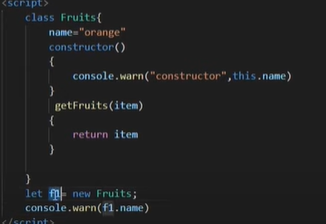 <script>
class Fruits{
name="orange"
constructor()
{
console.warn("constructor",this.name)
}
getFruits(item)
{
return item
}
}
let f1= new Fruits;
console.warn(f1.name)
</script>